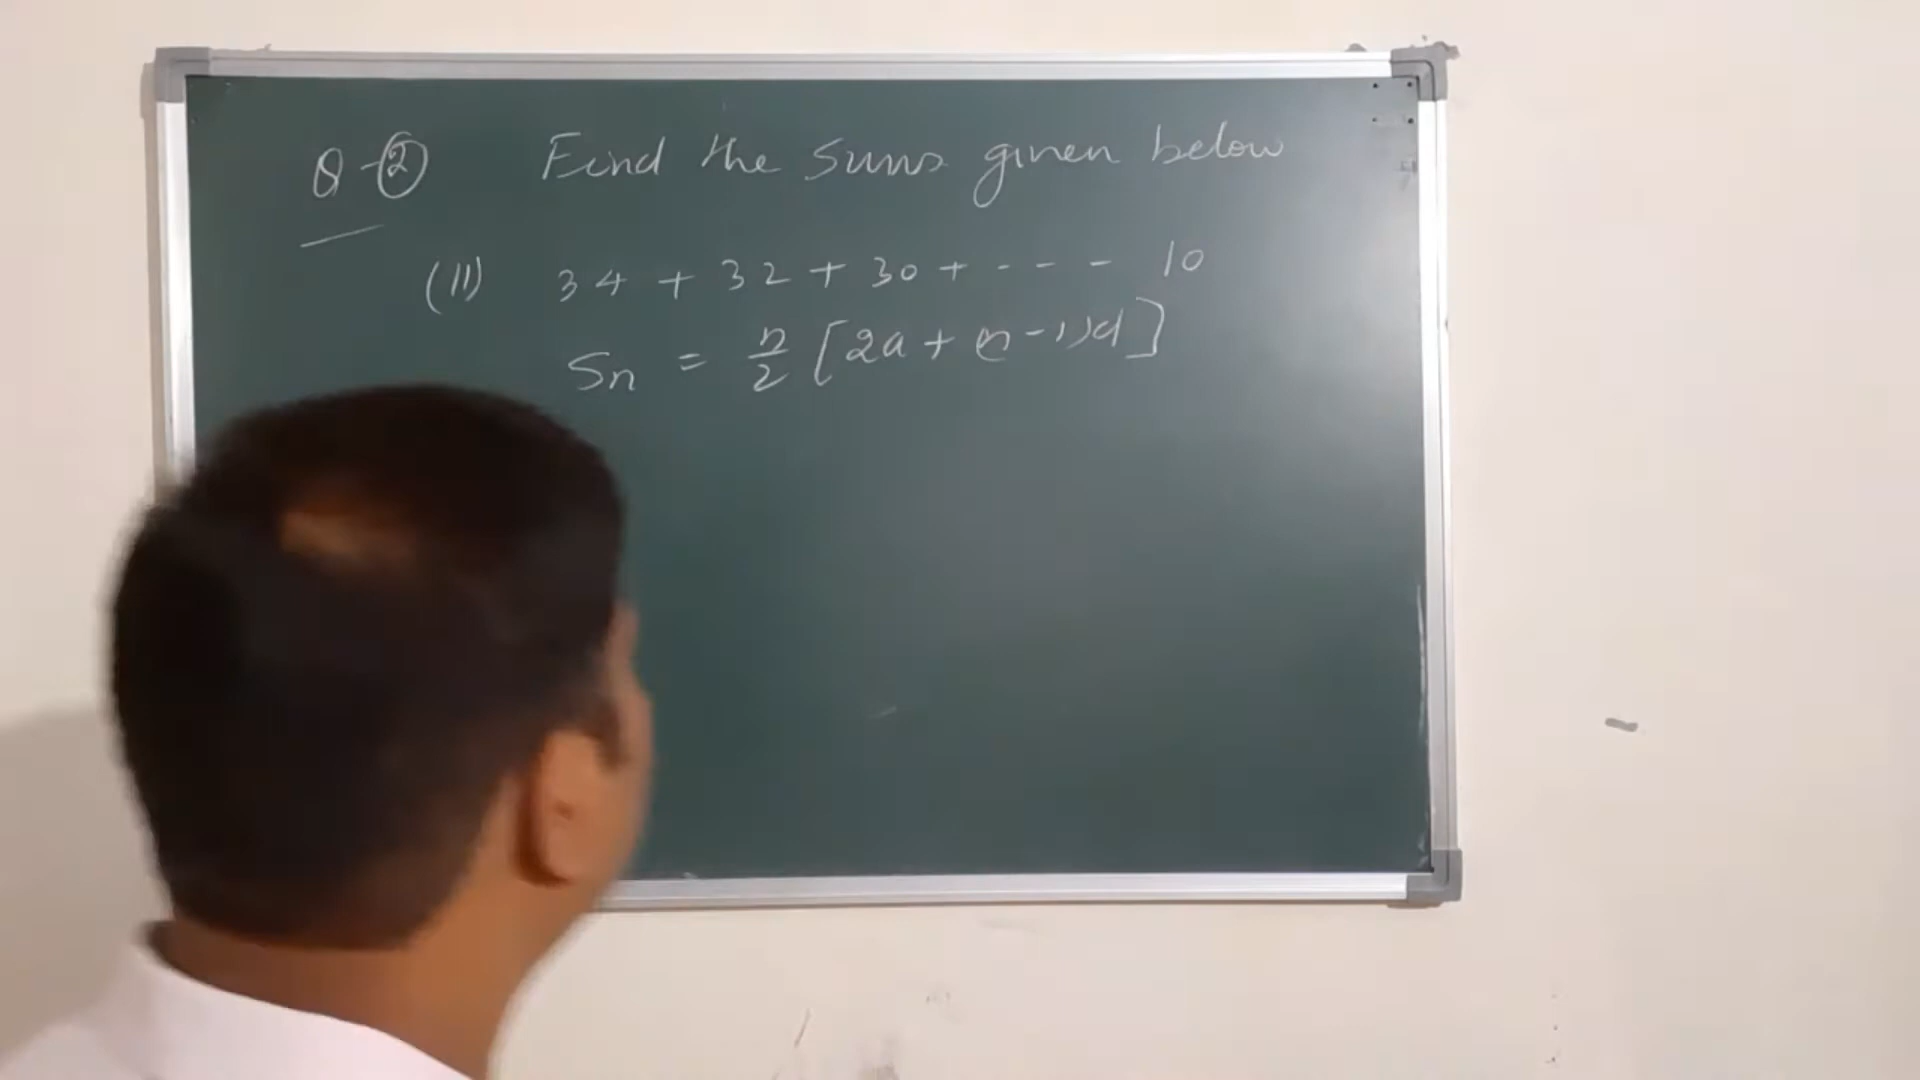 Q-② Find the sums given below
(II) 34 + 32 + 30 + - - - 10
Sn = n/2 [2a + (n-1)d]